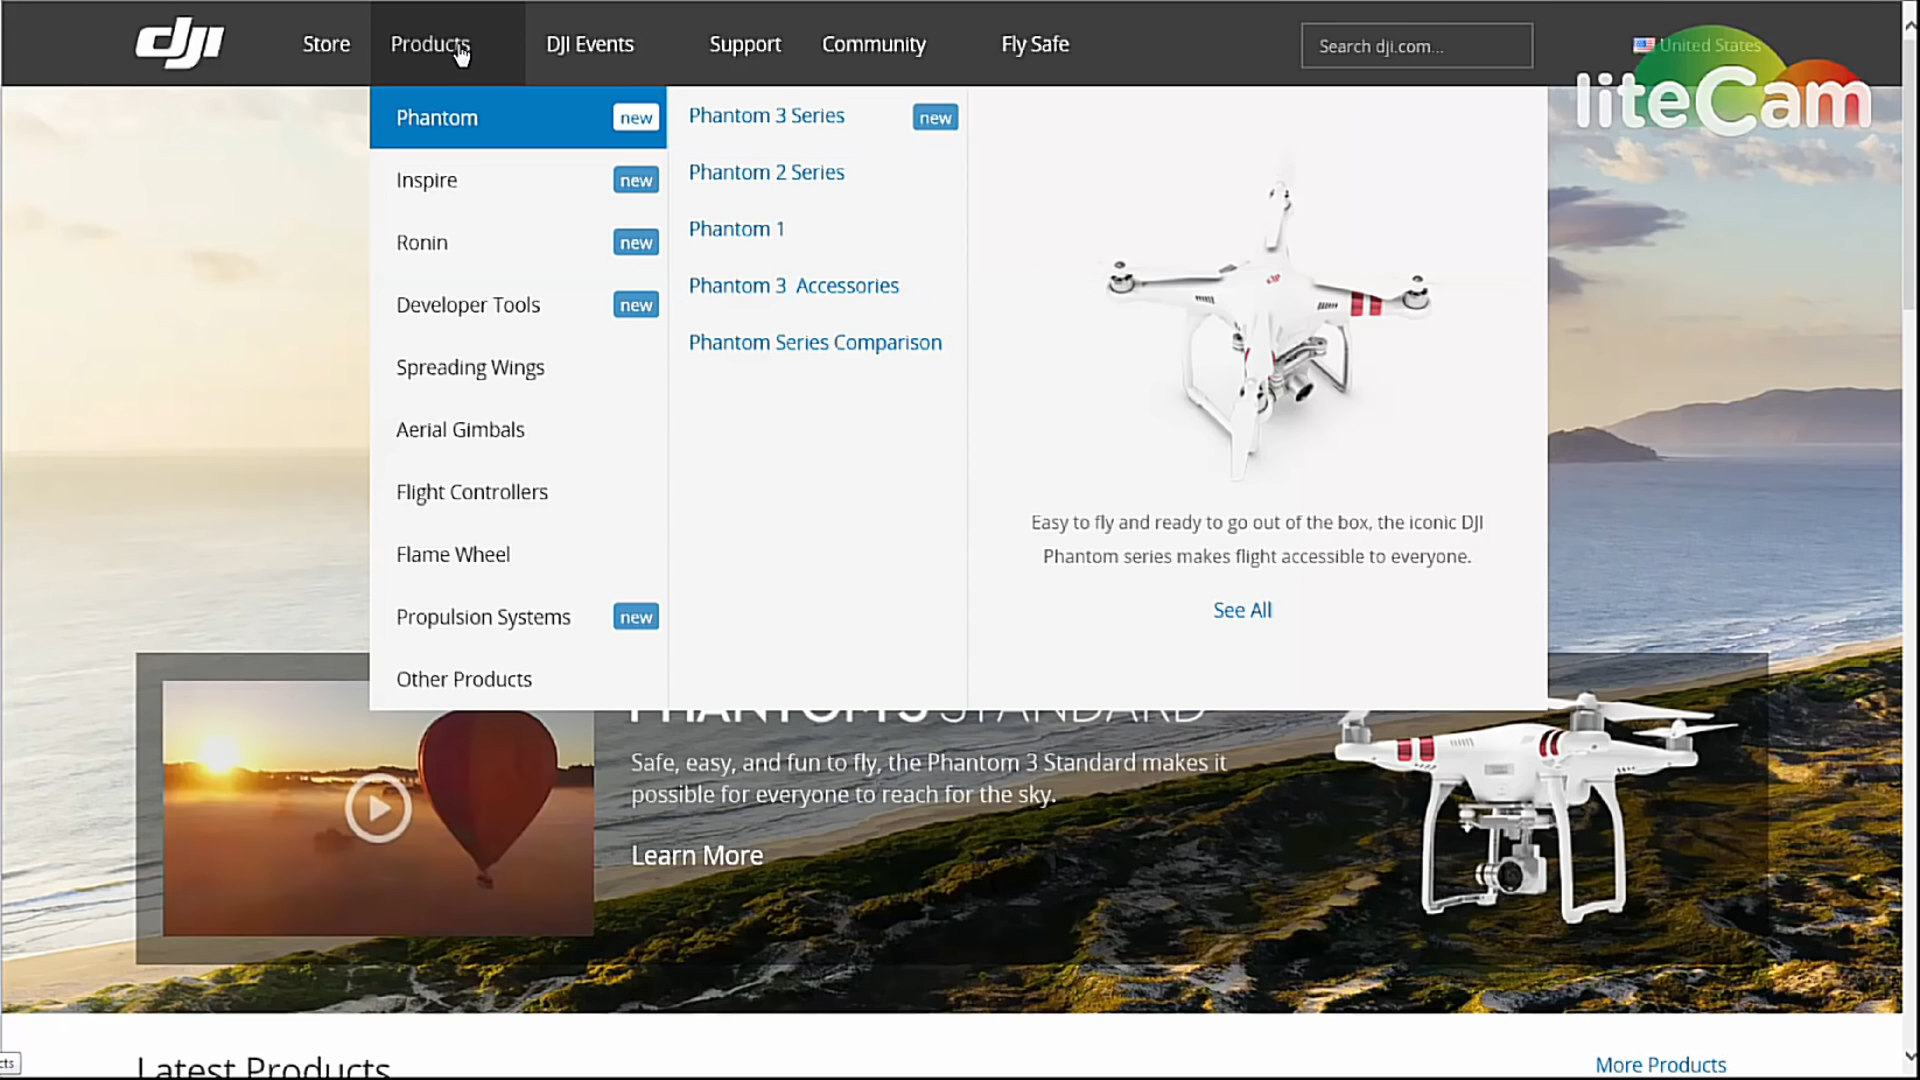 dji
Store
Products
DJI Events
Support
Community
Fly Safe
Search dji.com...
United States
liteCam
Phantom new
Inspire new
Ronin new
Developer Tools new
Spreading Wings
Aerial Gimbals
Flight Controllers
Flame Wheel
Propulsion Systems new
Other Products
Phantom 3 Series new
Phantom 2 Series
Phantom 1
Phantom 3 Accessories
Phantom Series Comparison
Easy to fly and ready to go out of the box, the iconic DJI
Phantom series makes flight accessible to everyone.
See All
PHANTOM 3 STANDARD
Safe, easy, and fun to fly, the Phantom 3 Standard makes it
possible for everyone to reach for the sky.
Learn More
Latest Products
More Products